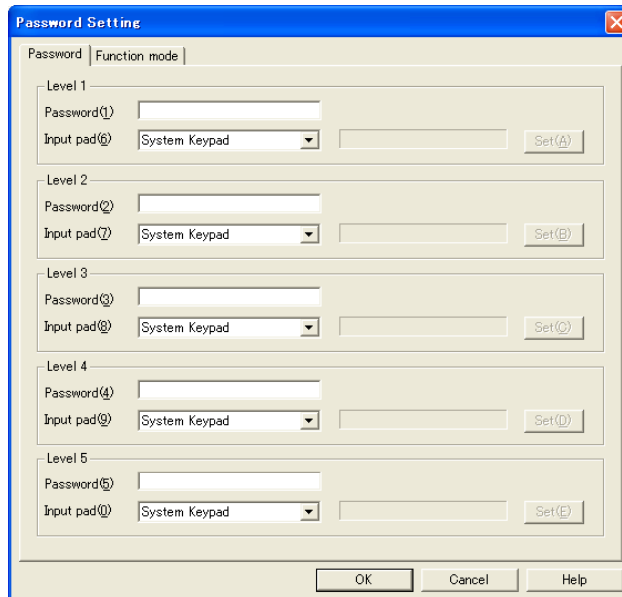 Password Setting
Password Function mode
Level 1
Password(1)
Input pad(6) System Keypad Set(A)
Level 2
Password(2)
Input pad(7) System Keypad Set(B)
Level 3
Password(3)
Input pad(8) System Keypad Set(C)
Level 4
Password(4)
Input pad(9) System Keypad Set(D)
Level 5
Password(5)
Input pad(0) System Keypad Set(E)
OK Cancel Help